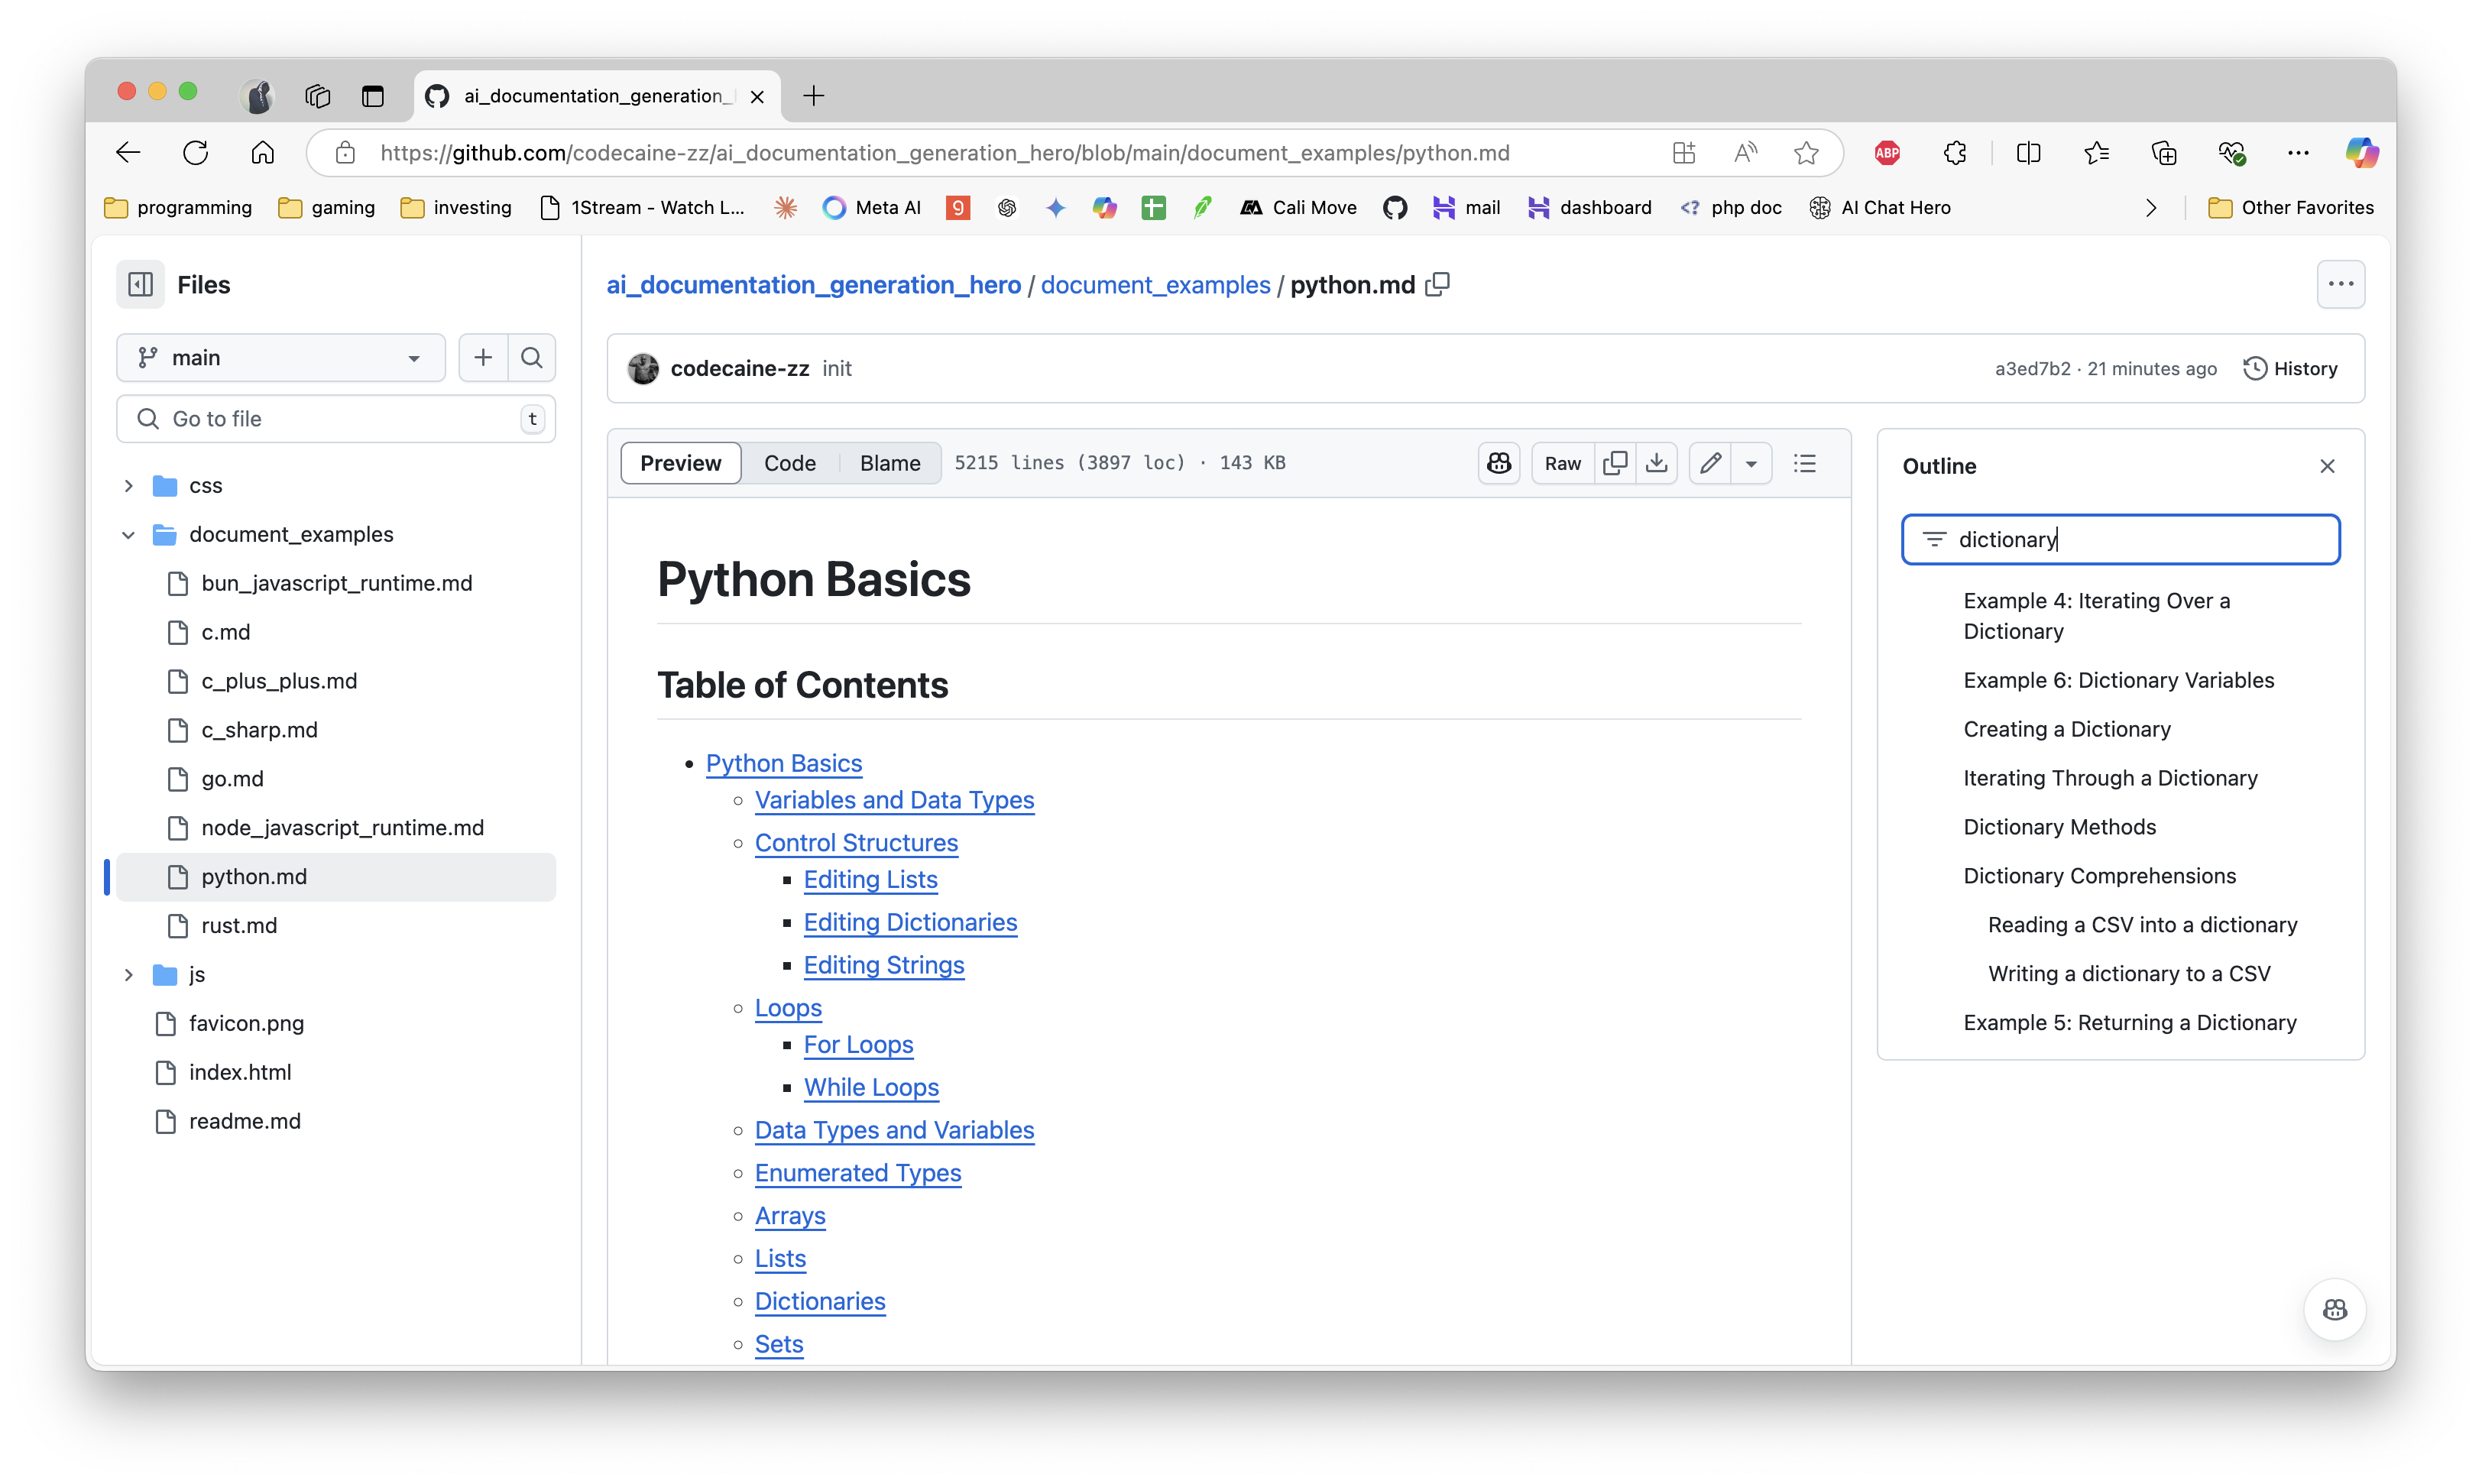 ai_documentation_generation_
https://github.com/codecaine-zz/ai_documentation_generation_hero/blob/main/document_examples/python.md
ABP
programming
gaming
investing
1Stream - Watch L...
Meta AI
9
Cali Move
mail
dashboard
php doc
AI Chat Hero
Other Favorites
Files
main
Go to file
t
css
document_examples
bun_javascript_runtime.md
c.md
c_plus_plus.md
c_sharp.md
go.md
node_javascript_runtime.md
python.md
rust.md
js
favicon.png
index.html
readme.md
ai_documentation_generation_hero / document_examples / python.md
codecaine-zz init
a3ed7b2 · 21 minutes ago
History
Preview
Code
Blame
5215 lines (3897 loc) · 143 KB
Raw
Python Basics
Table of Contents
Python Basics
Variables and Data Types
Control Structures
Editing Lists
Editing Dictionaries
Editing Strings
Loops
For Loops
While Loops
Data Types and Variables
Enumerated Types
Arrays
Lists
Dictionaries
Sets
Outline
dictionary
Example 4: Iterating Over a
Dictionary
Example 6: Dictionary Variables
Creating a Dictionary
Iterating Through a Dictionary
Dictionary Methods
Dictionary Comprehensions
Reading a CSV into a dictionary
Writing a dictionary to a CSV
Example 5: Returning a Dictionary